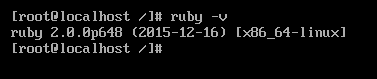 [root@localhost /]# ruby -v
ruby 2.0.0p648 (2015-12-16) [x86_64-linux]
[root@localhost /]#